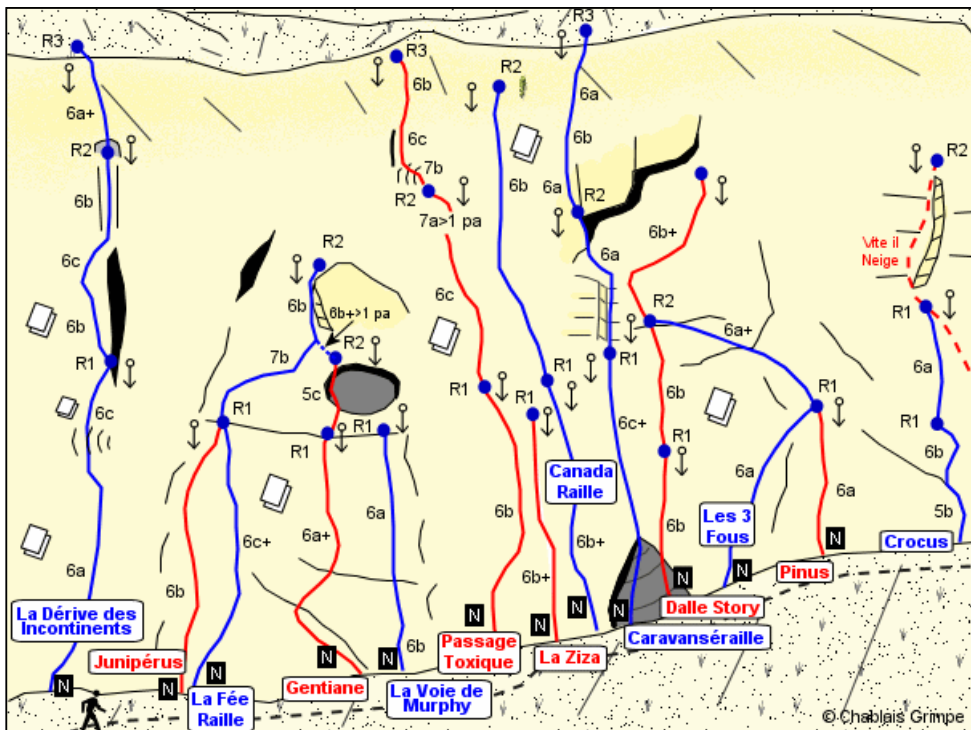 R3
6a+
R2
6b
6c
6b
R1
6c
6a
La Dérive des
Incontinents
N
Junipérus
6b
N
R1
6c+
La Fée
Raille
N
7b
6b
R2
6b+>1 pa
R2
5c
R1
6a+
Gentiane
N
R1
6a
6b
La Voie de
Murphy
N
R3
6b
6c
7b
R2
7a>1 pa
6c
R1
6b
Passage
Toxique
N
R1
6b+
La Ziza
N
R2
6b
R1
Canada
Raille
6b+
N
R3
6a
6b
6a
R2
6a
R1
6c+
N
Caravanséraille
6b+
R2
6b
R1
6b
N
Dalle Story
6a+
R1
6a
Les 3
Fous
N
6a
N
Pinus
R2
Vite il
Neige
R1
6a
R1
6b
5b
Crocus
© Chablais Grimpe